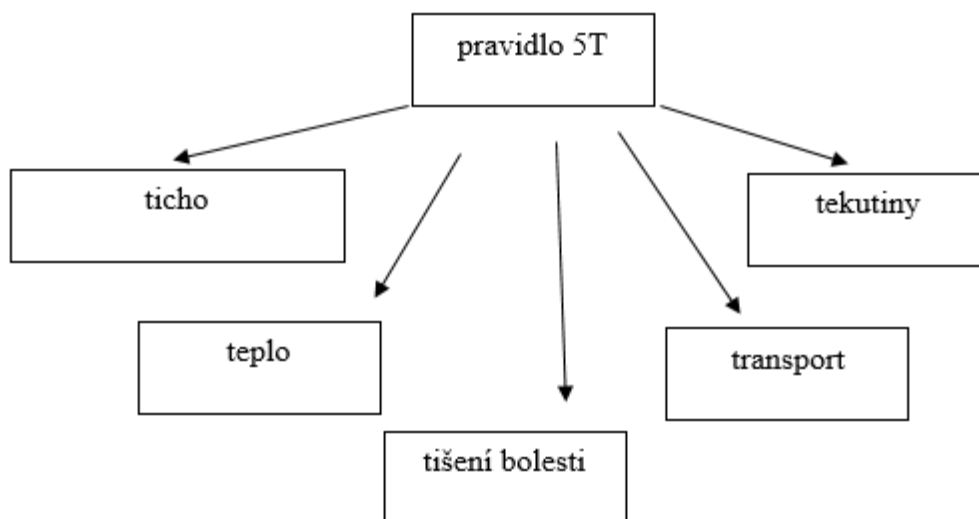 pravidlo 5T
ticho
tekutiny
teplo
transport
tišení bolesti